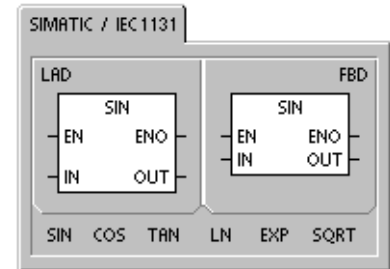 SIMATIC / IEC1131
LAD
FBD
SIN
EN ENO
IN OUT
SIN
EN ENO
IN OUT
SIN COS TAN LN EXP SQRT